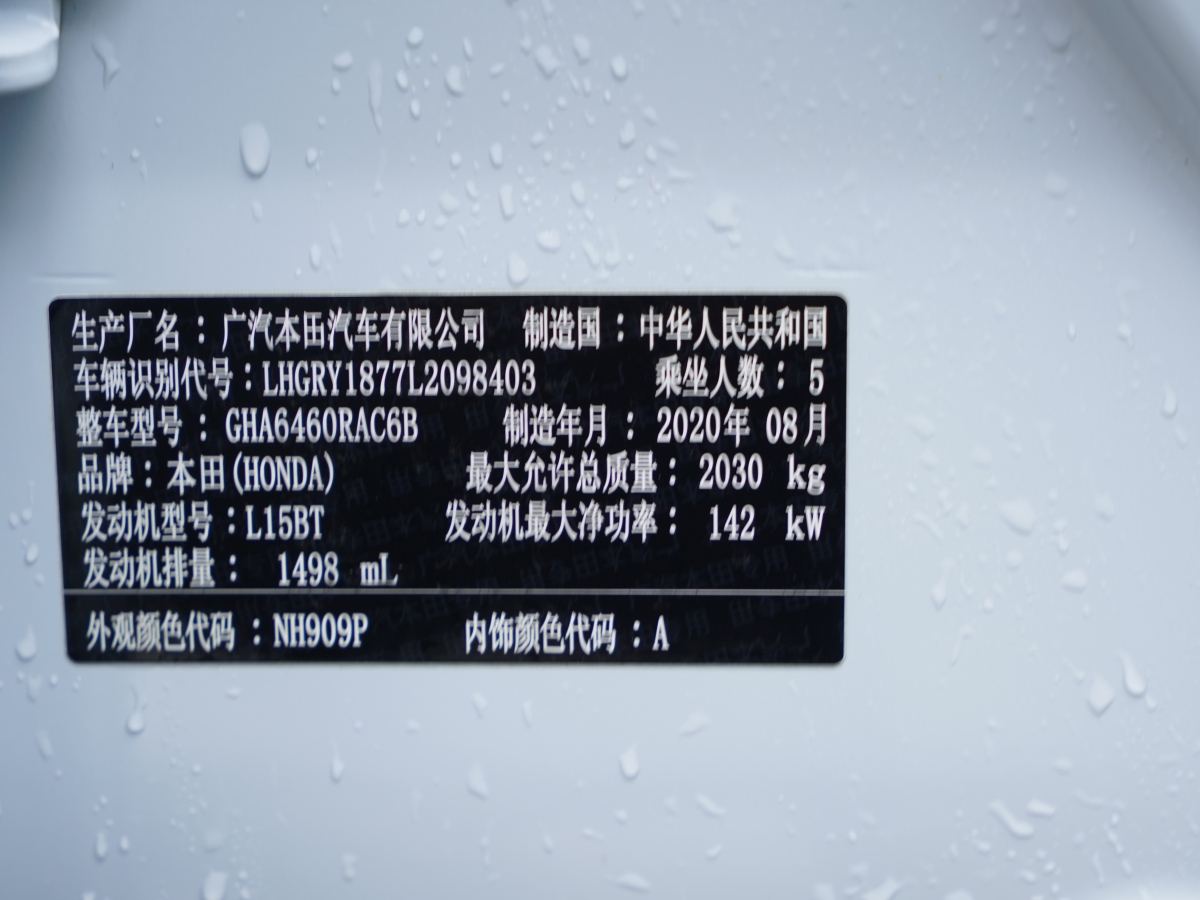 生产厂名：广汽本田汽车有限公司 制造国：中华人民共和国
车辆识别代号：LHGRY1877L2098403 乘坐人数：5
整车型号：GHA6460RAC6B 制造年月：2020年 08月
品牌：本田(HONDA) 最大允许总质量：2030 kg
发动机型号：L15BT 发动机最大净功率：142 kW
发动机排量：1498 mL
外观颜色代码：NH909P 内饰颜色代码：A